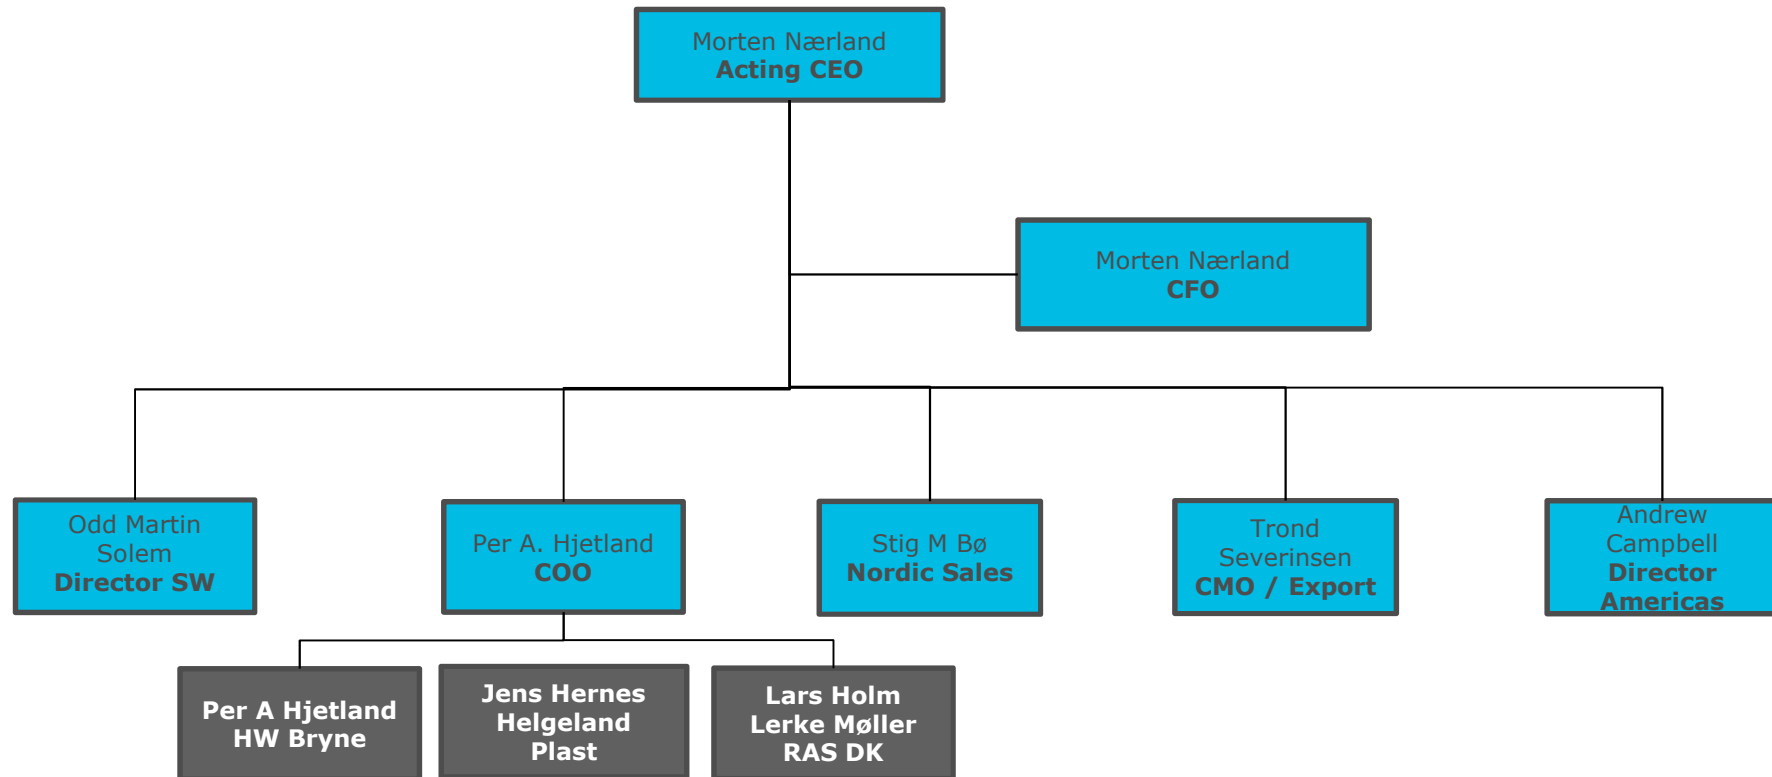 Morten Nærland
Acting CEO
Morten Nærland
CFO
Odd Martin
Solem
Director SW
Per A. Hjetland
COO
Stig M Bø
Nordic Sales
Trond
Severinsen
CMO / Export
Andrew
Campbell
Director
Americas
Per A Hjetland
HW Bryne
Jens Hernes
Helgeland
Plast
Lars Holm
Lerke Møller
RAS DK